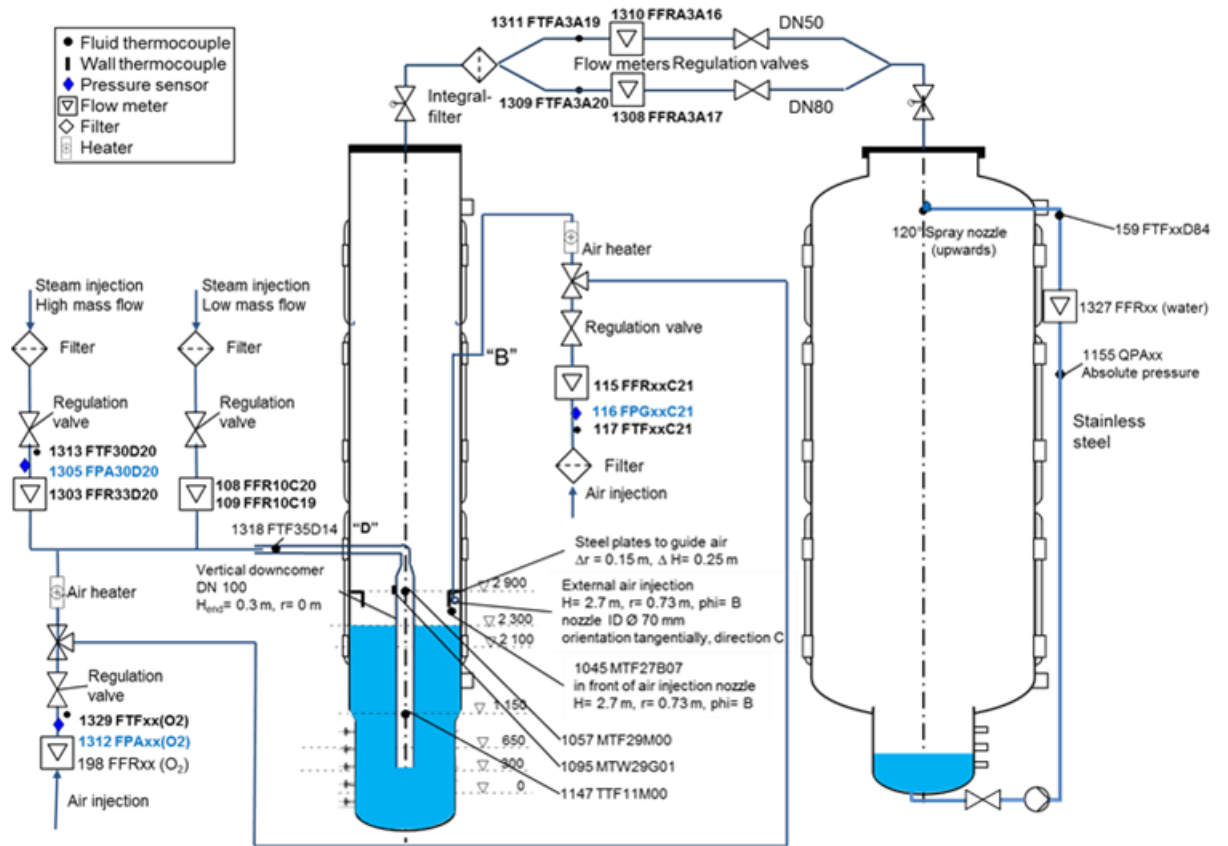 Fluid thermocouple
Wall thermocouple
Pressure sensor
Flow meter
Filter
Heater
1311 FTFA3A19
1310 FFRA3A16
DN50
Flow meters
Regulation valves
1309 FTFA3A20
1308 FFRA3A17
DN80
Integral-
filter
Air heater
Regulation valve
"B"
115 FFRxxC21
116 FPGxxC21
117 FTFxxC21
Filter
Air injection
120° Spray nozzle
(upwards)
159 FTFxxD84
1327 FFRxx (water)
1155 QPAxx
Absolute pressure
Stainless
steel
Steam injection
High mass flow
Steam injection
Low mass flow
Filter
Filter
Regulation
valve
Regulation
valve
1313 FTF30D20
1305 FPA30D20
1303 FFR33D20
108 FFR10C20
109 FFR10C19
1318 FTF35D14
"D"
Vertical downcomer
DN 100
Hend= 0.3 m, r= 0 m
Air heater
Regulation
valve
1329 FTFxx(O2)
1312 FPAxx(O2)
198 FFRxx (O₂)
Air injection
Steel plates to guide air
Δr = 0.15 m, Δ H= 0.25 m
External air injection
H= 2.7 m, r= 0.73 m, phi= B
nozzle ID Ø 70 mm
orientation tangentially, direction C
1045 MTF27B07
in front of air injection nozzle
H= 2.7 m, r= 0.73 m, phi= B
2 900
2 300
2 100
1 150
650
300
0
1057 MTF29M00
1095 MTW29G01
1147 TTF11M00